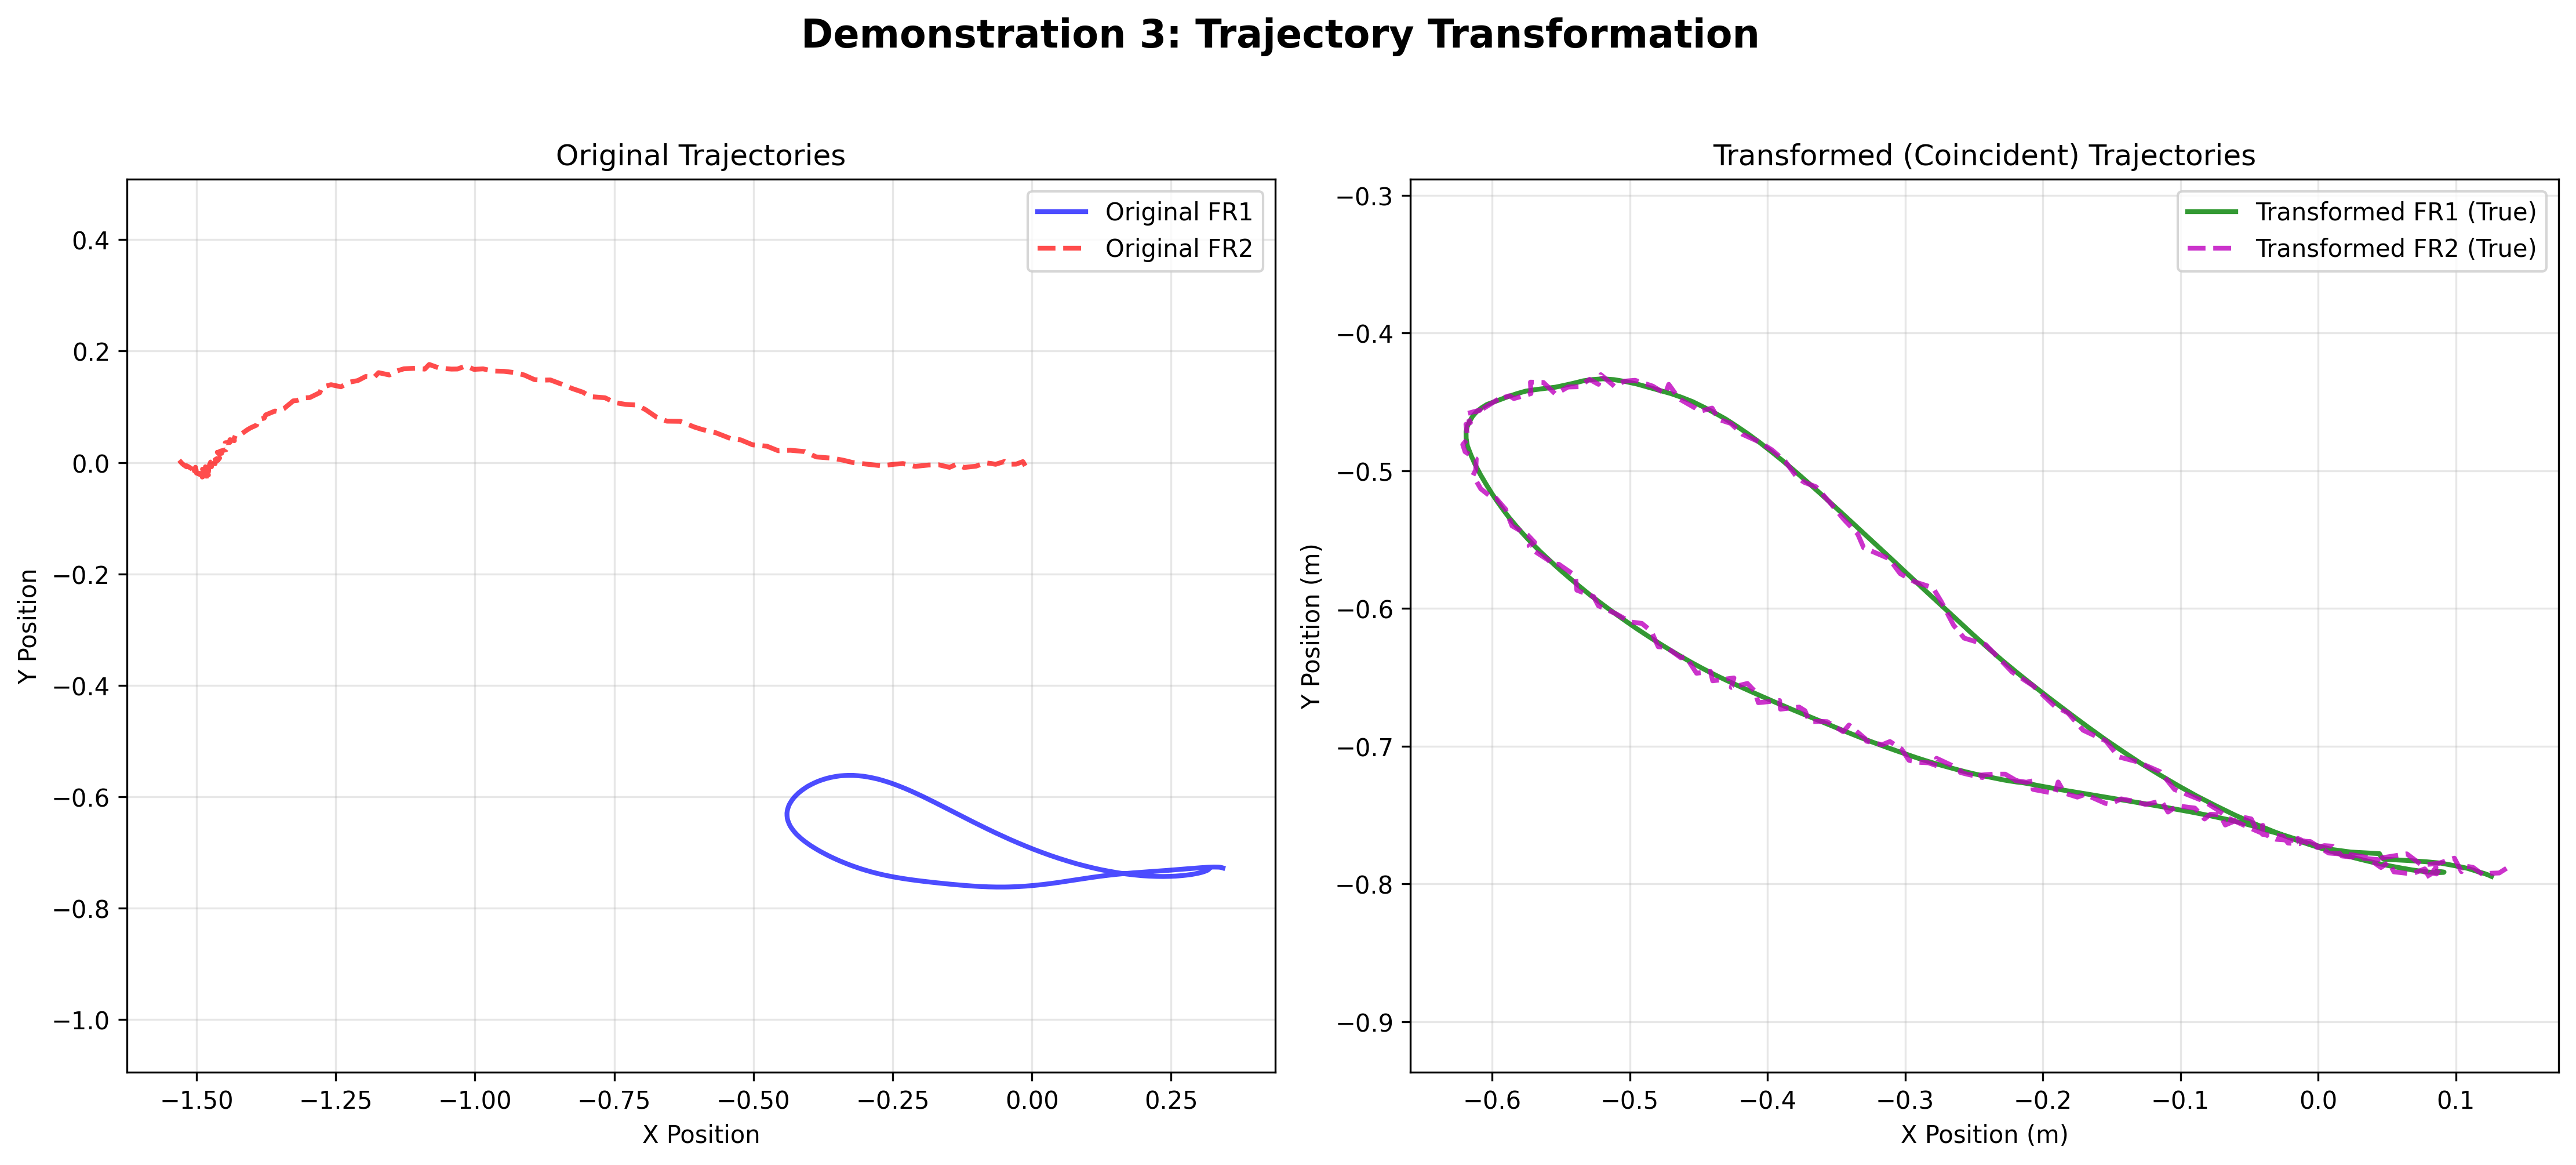 Demonstration 3: Trajectory Transformation
Original Trajectories
Original FR1
Original FR2
0.4
0.2
0.0
−0.2
−0.4
−0.6
−0.8
−1.0
Y Position
−1.50
−1.25
−1.00
−0.75
−0.50
−0.25
0.00
0.25
X Position
Transformed (Coincident) Trajectories
Transformed FR1 (True)
Transformed FR2 (True)
−0.3
−0.4
−0.5
−0.6
−0.7
−0.8
−0.9
Y Position (m)
−0.6
−0.5
−0.4
−0.3
−0.2
−0.1
0.0
0.1
X Position (m)